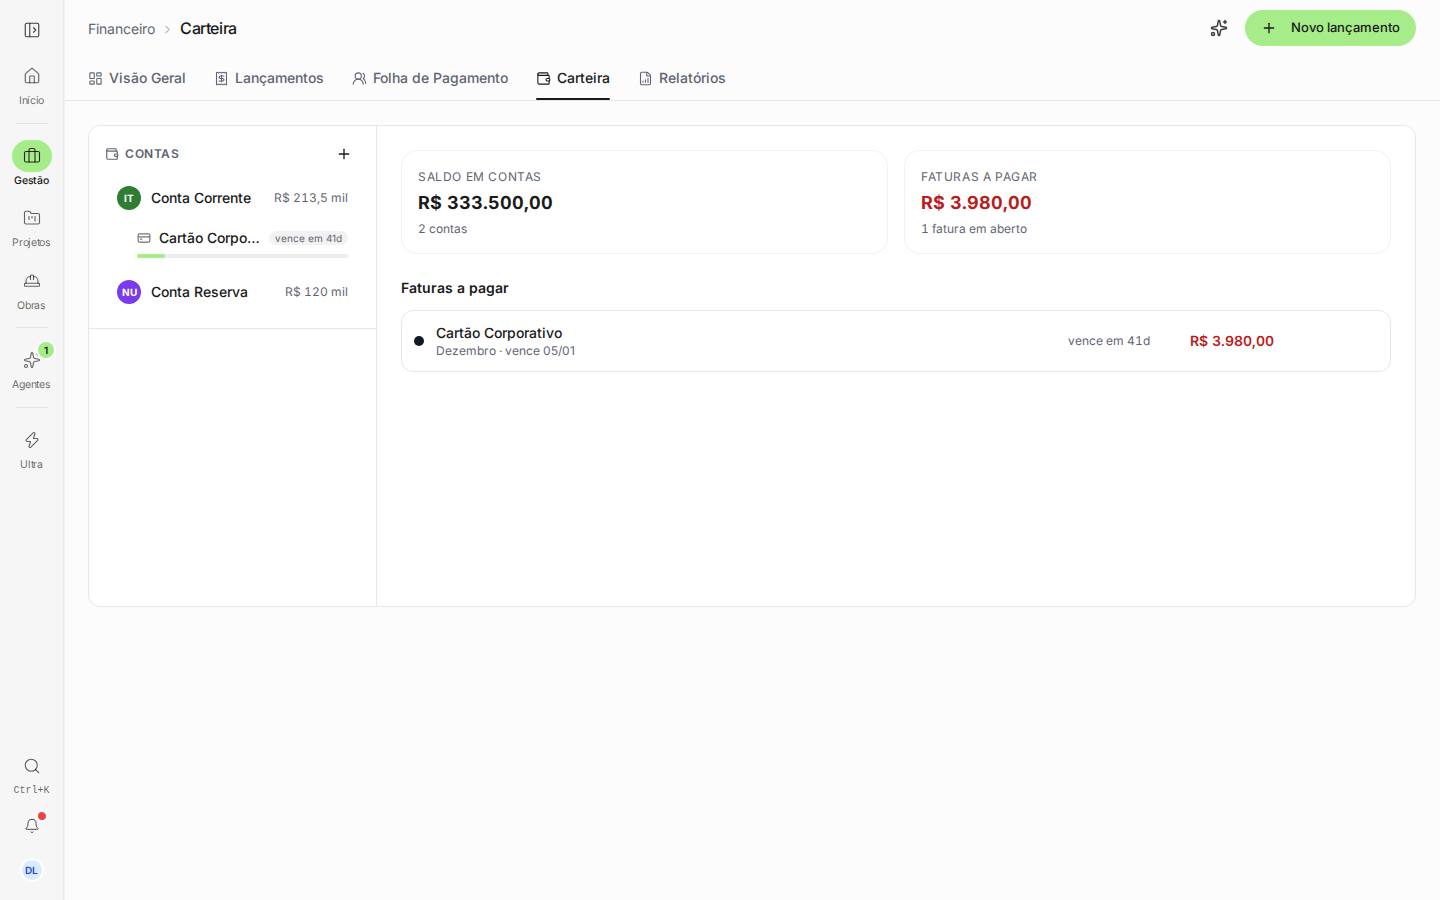 Início
Gestão
Projetos
Obras
1
Agentes
Ultra
Ctrl+K
DL
Financeiro > Carteira
Novo lançamento
Visão Geral
Lançamentos
Folha de Pagamento
Carteira
Relatórios
CONTAS
IT Conta Corrente R$ 213,5 mil
Cartão Corpo... vence em 41d
NU Conta Reserva R$ 120 mil
SALDO EM CONTAS
R$ 333.500,00
2 contas
FATURAS A PAGAR
R$ 3.980,00
1 fatura em aberto
Faturas a pagar
Cartão Corporativo
Dezembro · vence 05/01
vence em 41d
R$ 3.980,00